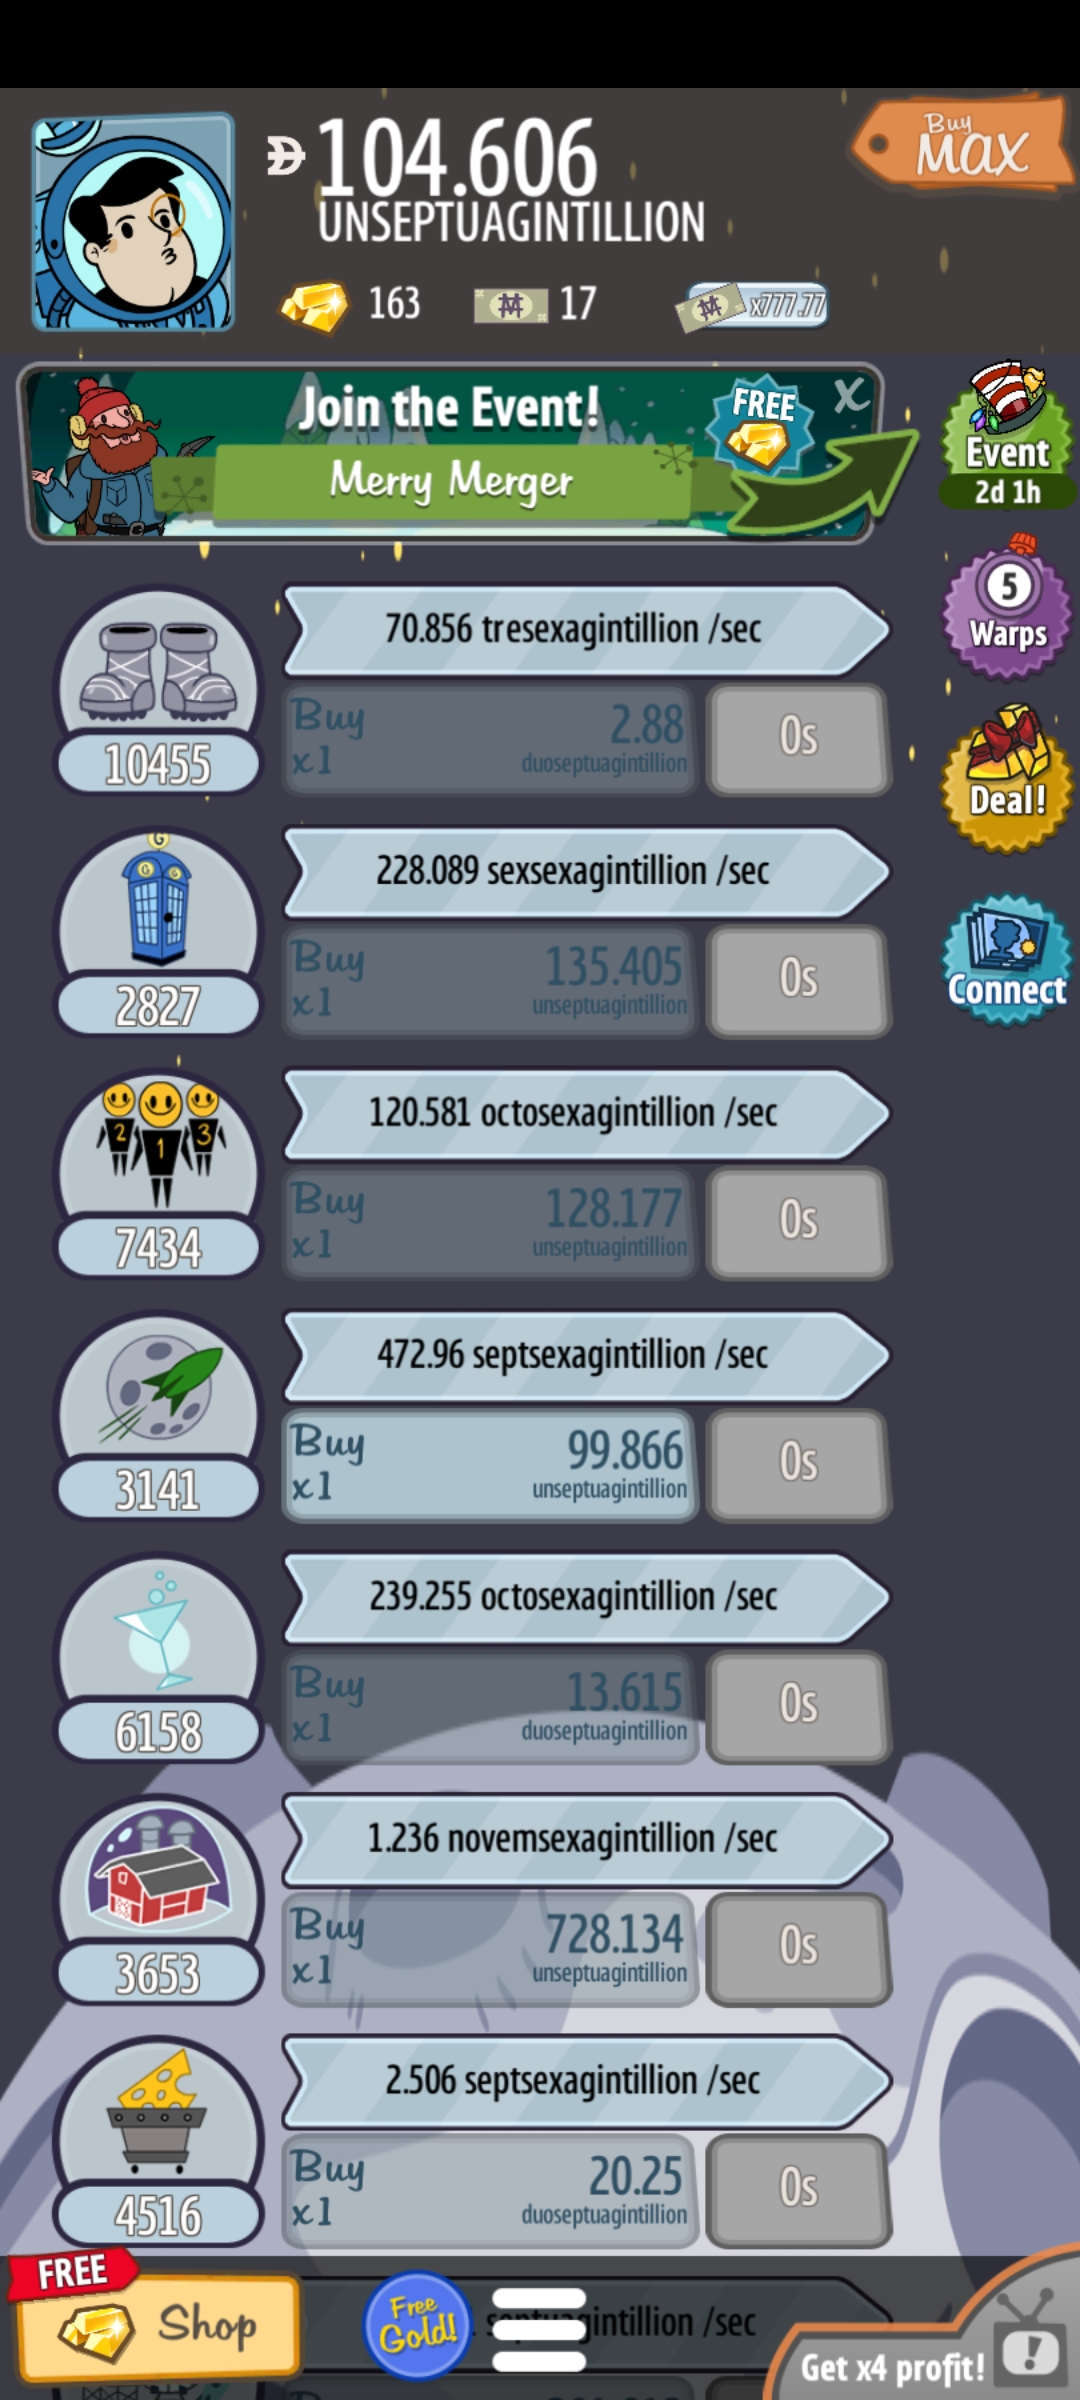 104.606
UNSEPTUAGINTILLION
Buy
MAX
163
17
x777.77
Join the Event!
Merry Merger
FREE
X
Event
2d 1h
5
Warps
Deal!
Connect
70.856 tresexagintillion /sec
Buy
x1
2.88
duoseptuagintillion
0s
10455
G
G
G
228.089 sexsexagintillion /sec
Buy
x1
135.405
unseptuagintillion
0s
2827
2
1
3
120.581 octosexagintillion /sec
Buy
x1
128.177
unseptuagintillion
0s
7434
472.96 septsexagintillion /sec
Buy
x1
99.866
unseptuagintillion
0s
3141
239.255 octosexagintillion /sec
Buy
x1
13.615
duoseptuagintillion
0s
6158
1.236 novemsexagintillion /sec
Buy
x1
728.134
unseptuagintillion
0s
3653
2.506 septsexagintillion /sec
Buy
x1
20.25
duoseptuagintillion
0s
4516
FREE
Shop
Free
Gold!
septuagintillion /sec
Get x4 profit!
!